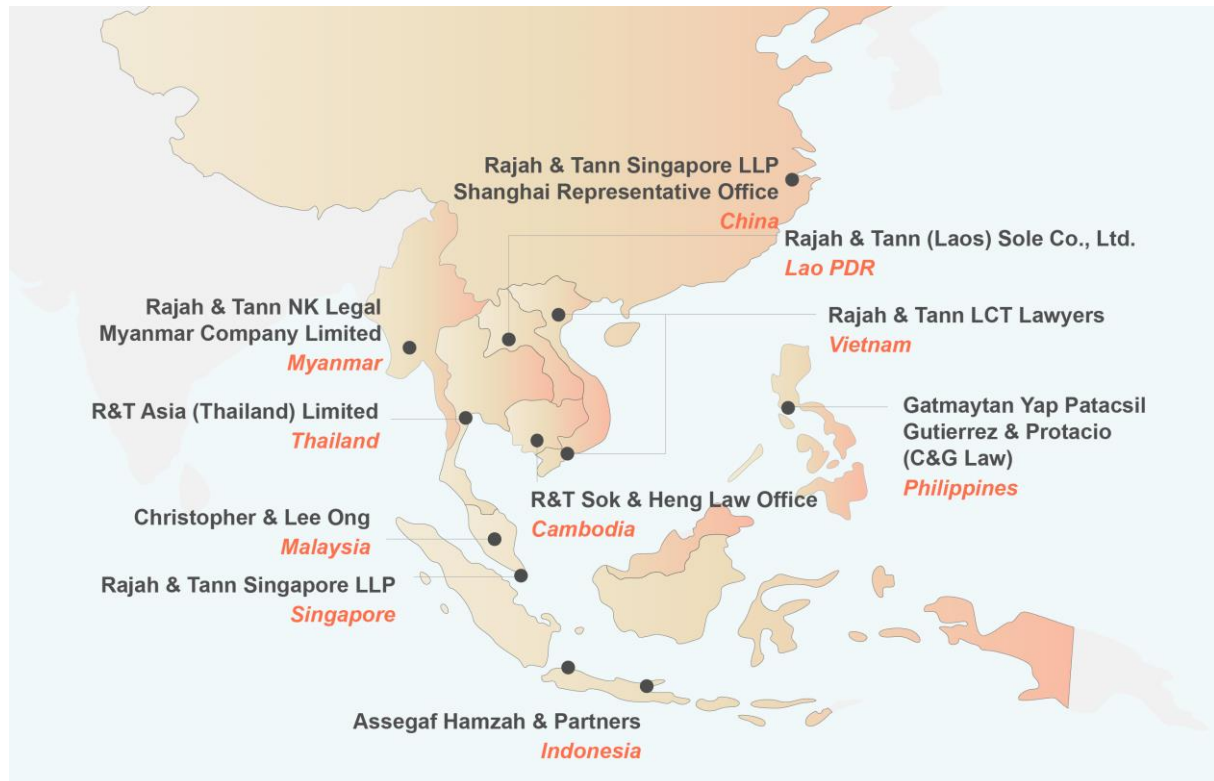 Rajah & Tann Singapore LLP
Shanghai Representative Office
China
Rajah & Tann (Laos) Sole Co., Ltd.
Lao PDR
Rajah & Tann NK Legal
Myanmar Company Limited
Myanmar
Rajah & Tann LCT Lawyers
Vietnam
R&T Asia (Thailand) Limited
Thailand
Gatmaytan Yap Patacsil
Gutierrez & Protacio
(C&G Law)
Philippines
R&T Sok & Heng Law Office
Cambodia
Christopher & Lee Ong
Malaysia
Rajah & Tann Singapore LLP
Singapore
Assegaf Hamzah & Partners
Indonesia